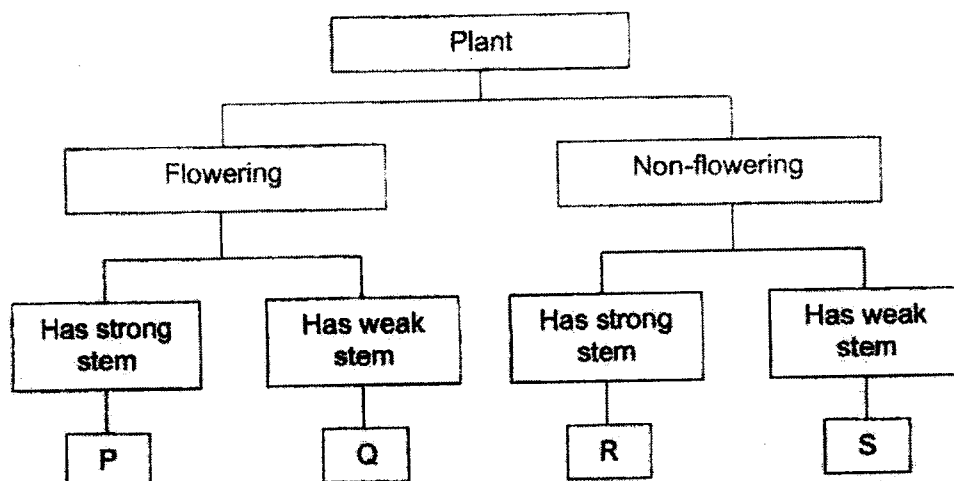 Plant
Flowering
Non-flowering
Has strong
stem
Has weak
stem
Has strong
stem
Has weak
stem
P
Q
R
S